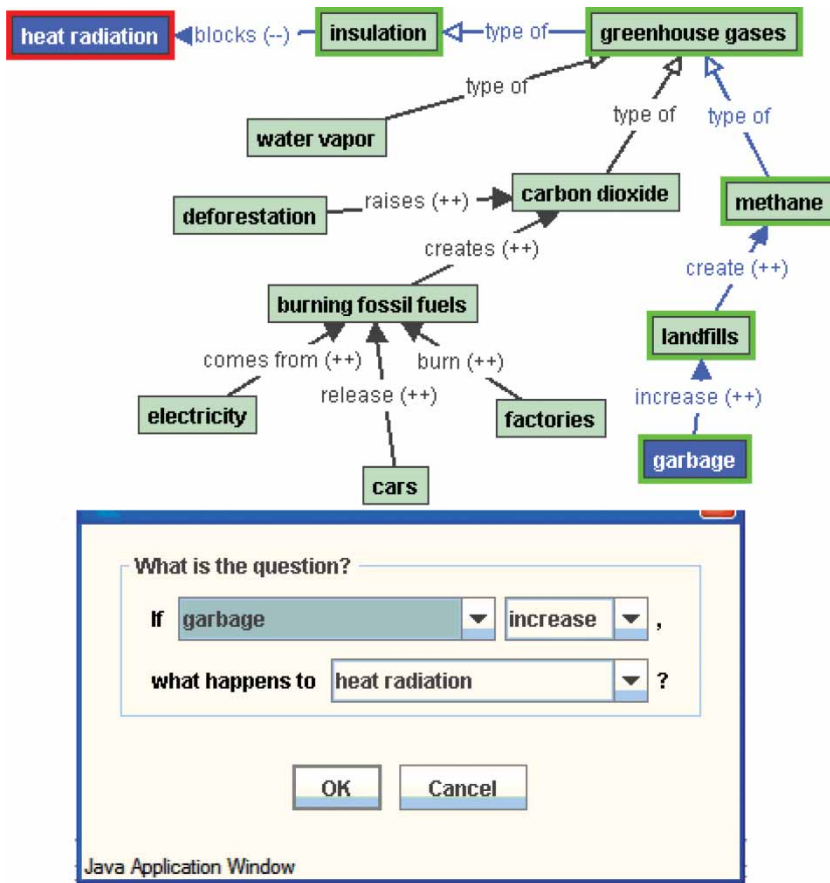 heat radiation blocks (--) insulation type of greenhouse gases
type of
water vapor
type of
type of
deforestation
raises (++)
carbon dioxide
methane
creates (++)
create (++)
burning fossil fuels
landfills
comes from (++)
burn (++)
release (++)
increase (++)
electricity
factories
garbage
cars
What is the question?
If garbage increase ,
what happens to heat radiation ?
OK Cancel
Java Application Window